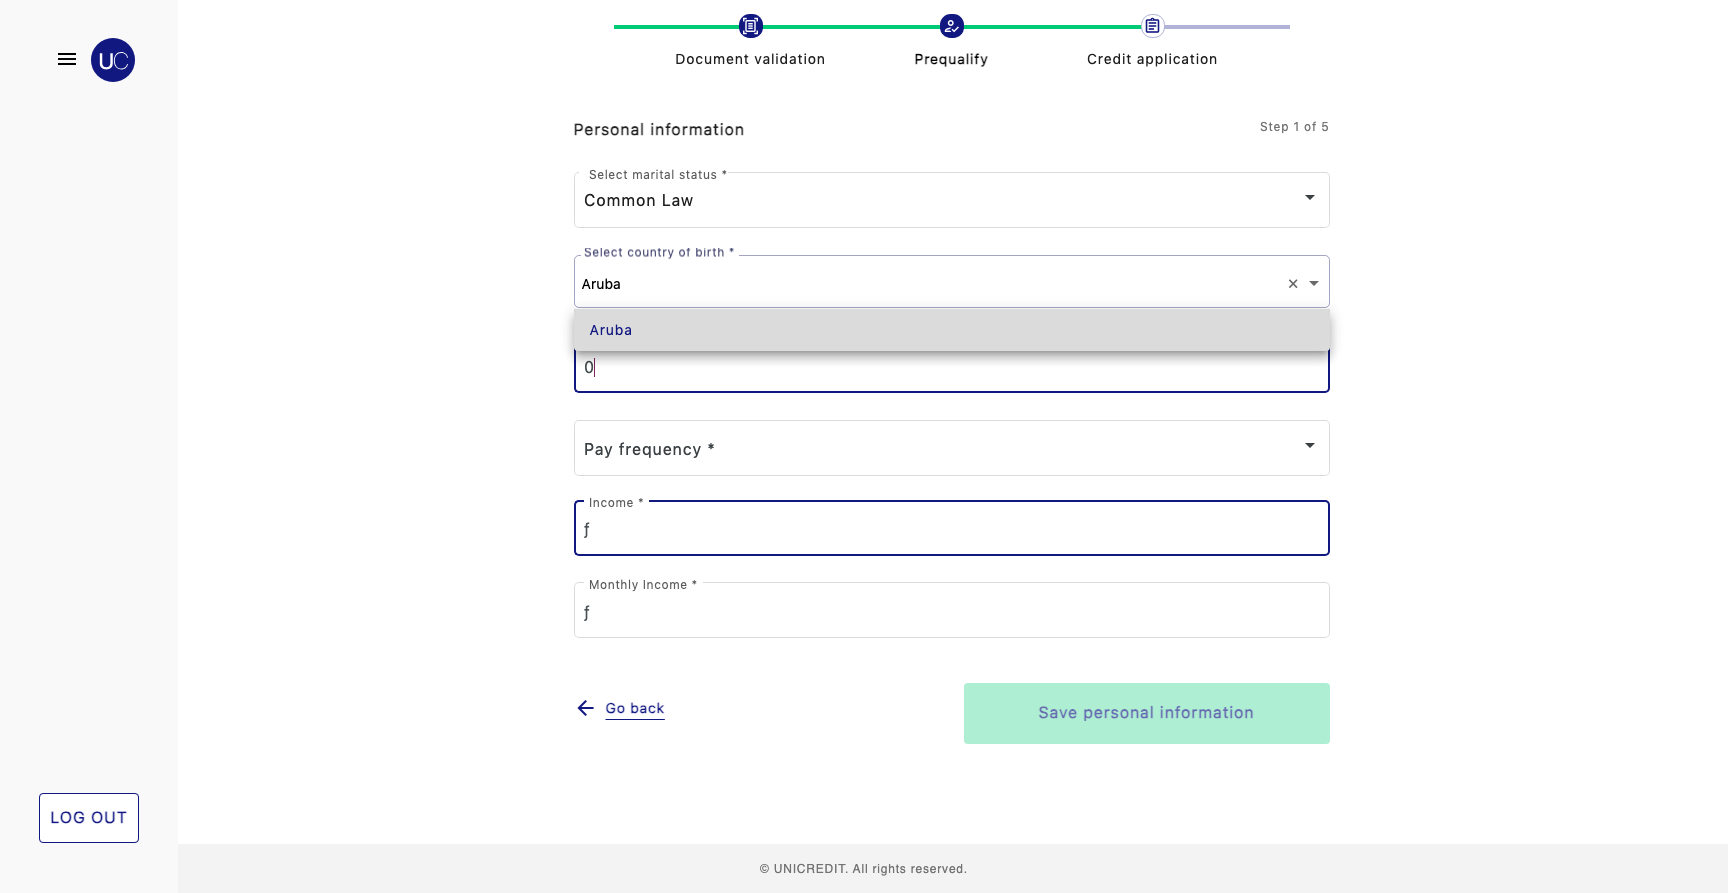 UC
Document validation
Prequalify
Credit application
Personal information
Step 1 of 5
Select marital status *
Common Law
Select country of birth *
Aruba
Aruba
0
Pay frequency *
Income *
ƒ
Monthly Income *
ƒ
Go back
Save personal information
LOG OUT
© UNICREDIT. All rights reserved.